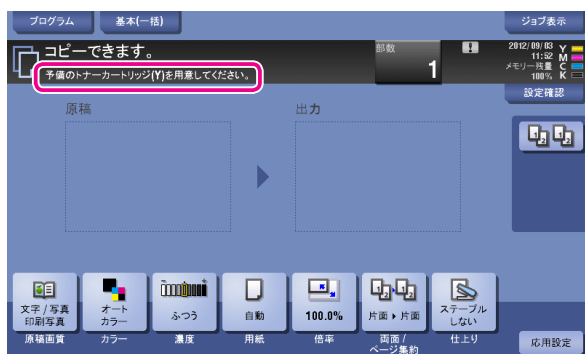 プログラム
基本(一括)
ジョブ表示
コピーできます。
予備のトナーカートリッジ(Y)を用意してください。
部数
1
2012/09/03
11:52
メモリー残量
100%
Y
M
C
K
設定確認
原稿
出力
文字/写真
印刷写真
オート
カラー
ふつう
自動
100.0%
片面▶片面
ステープル
しない
原稿画質
カラー
濃度
用紙
倍率
両面/
ページ集約
仕上り
応用設定